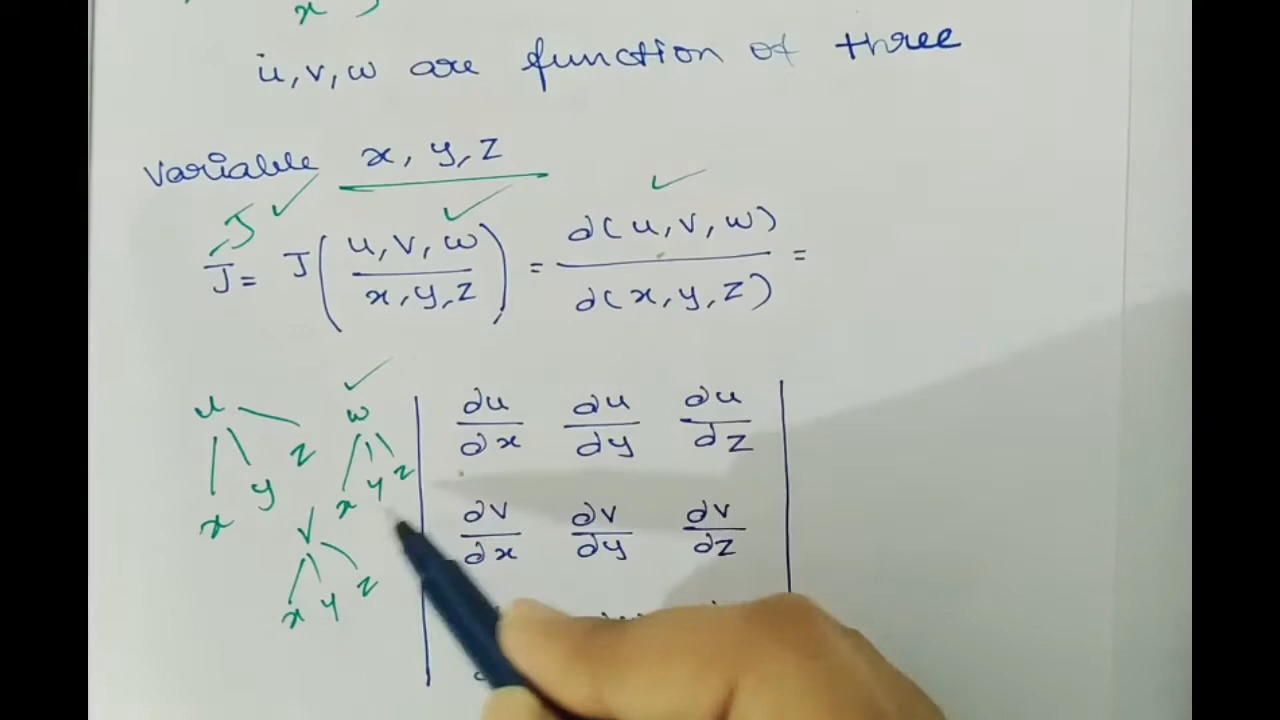 x
u, v, w are function of three
Variable x, y, z
J
J = J(u, v, w / x, y, z) = ∂(u, v, w) / ∂(x, y, z) =
u w
x y z x y z
v
x y z
∂u/∂x ∂u/∂y ∂u/∂z
∂v/∂x ∂v/∂y ∂v/∂z